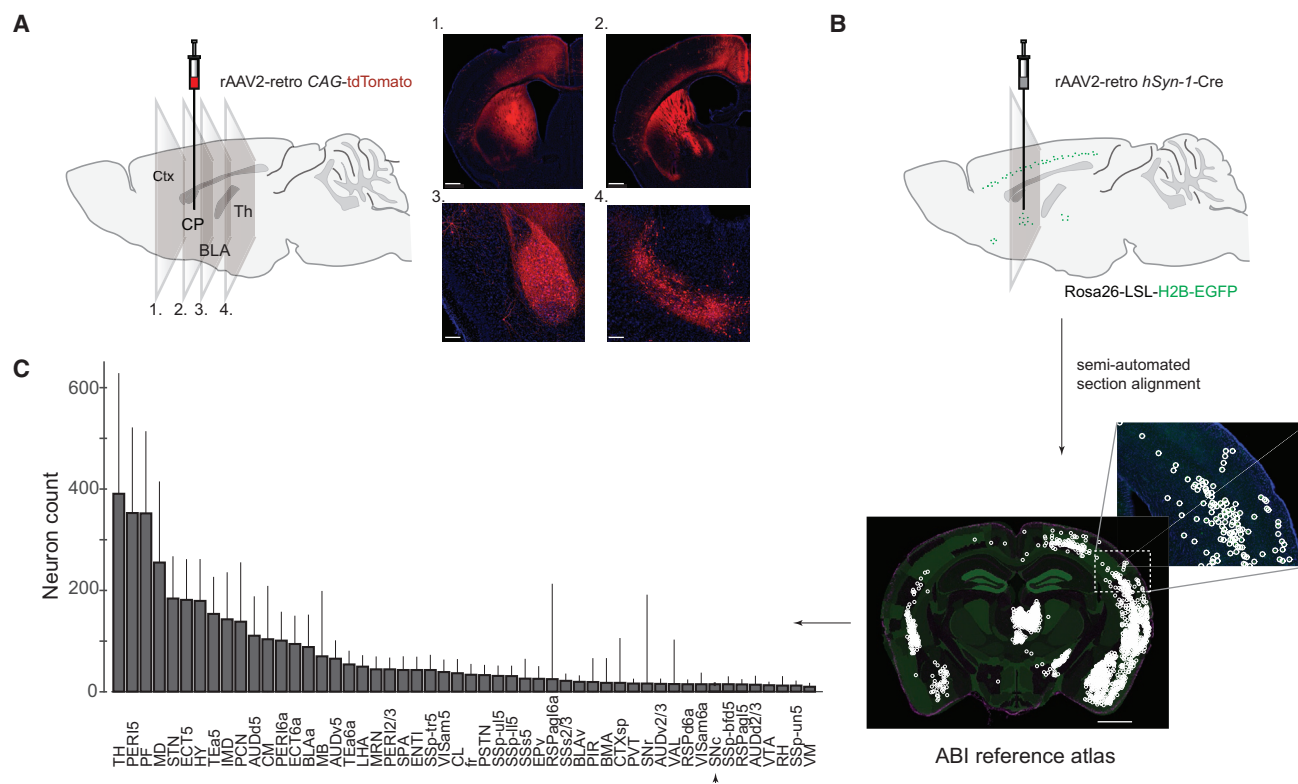 A
rAAV2-retro CAG-tdTomato
Ctx
CP
Th
BLA
1.
2.
3.
4.
1.
2.
3.
4.
B
rAAV2-retro hSyn-1-Cre
Rosa26-LSL-H2B-EGFP
semi-automated
section alignment
ABI reference atlas
C
Neuron count
600
400
200
0
TH
PERI5
PF
MD
STN
ECT5
HY
TEa5
IMD
PCN
AUDd5
CM
PERI6a
ECT6a
BLAa
MB
AUDv5
TEa6a
LHA
MRN
PERI2/3
SPA
ENTl
SSp-tr5
VISam5
CL
fr
PSTN
SSp-ul5
SSp-ll5
SSs5
EPv
RSPagl6a
SSs2/3
BLAv
PIR
BMA
CTXsp
PVT
SNr
AUDv2/3
VAL
RSPd6a
VISam6a
SNc
SSp-bfd5
RSPagl5
AUDd2/3
VTA
RH
SSp-un5
VM